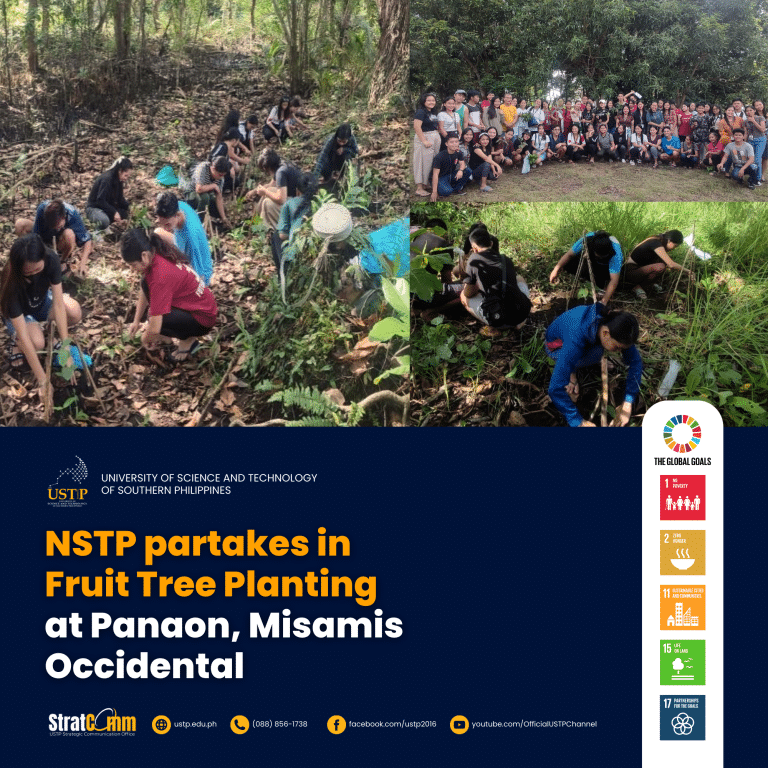 USTP
UNIVERSITY OF SCIENCE AND TECHNOLOGY
OF SOUTHERN PHILIPPINES
NSTP partakes in
Fruit Tree Planting
at Panaon, Misamis
Occidental
StratComm
USTP Strategic Communication Office
ustp.edu.ph
(088) 856-1738
facebook.com/ustp2016
youtube.com/OfficialUSTPChannel
THE GLOBAL GOALS
1 NO
POVERTY
2 ZERO
HUNGER
11 SUSTAINABLE CITIES
AND COMMUNITIES
15 LIFE
ON LAND
17 PARTNERSHIPS
FOR THE GOALS